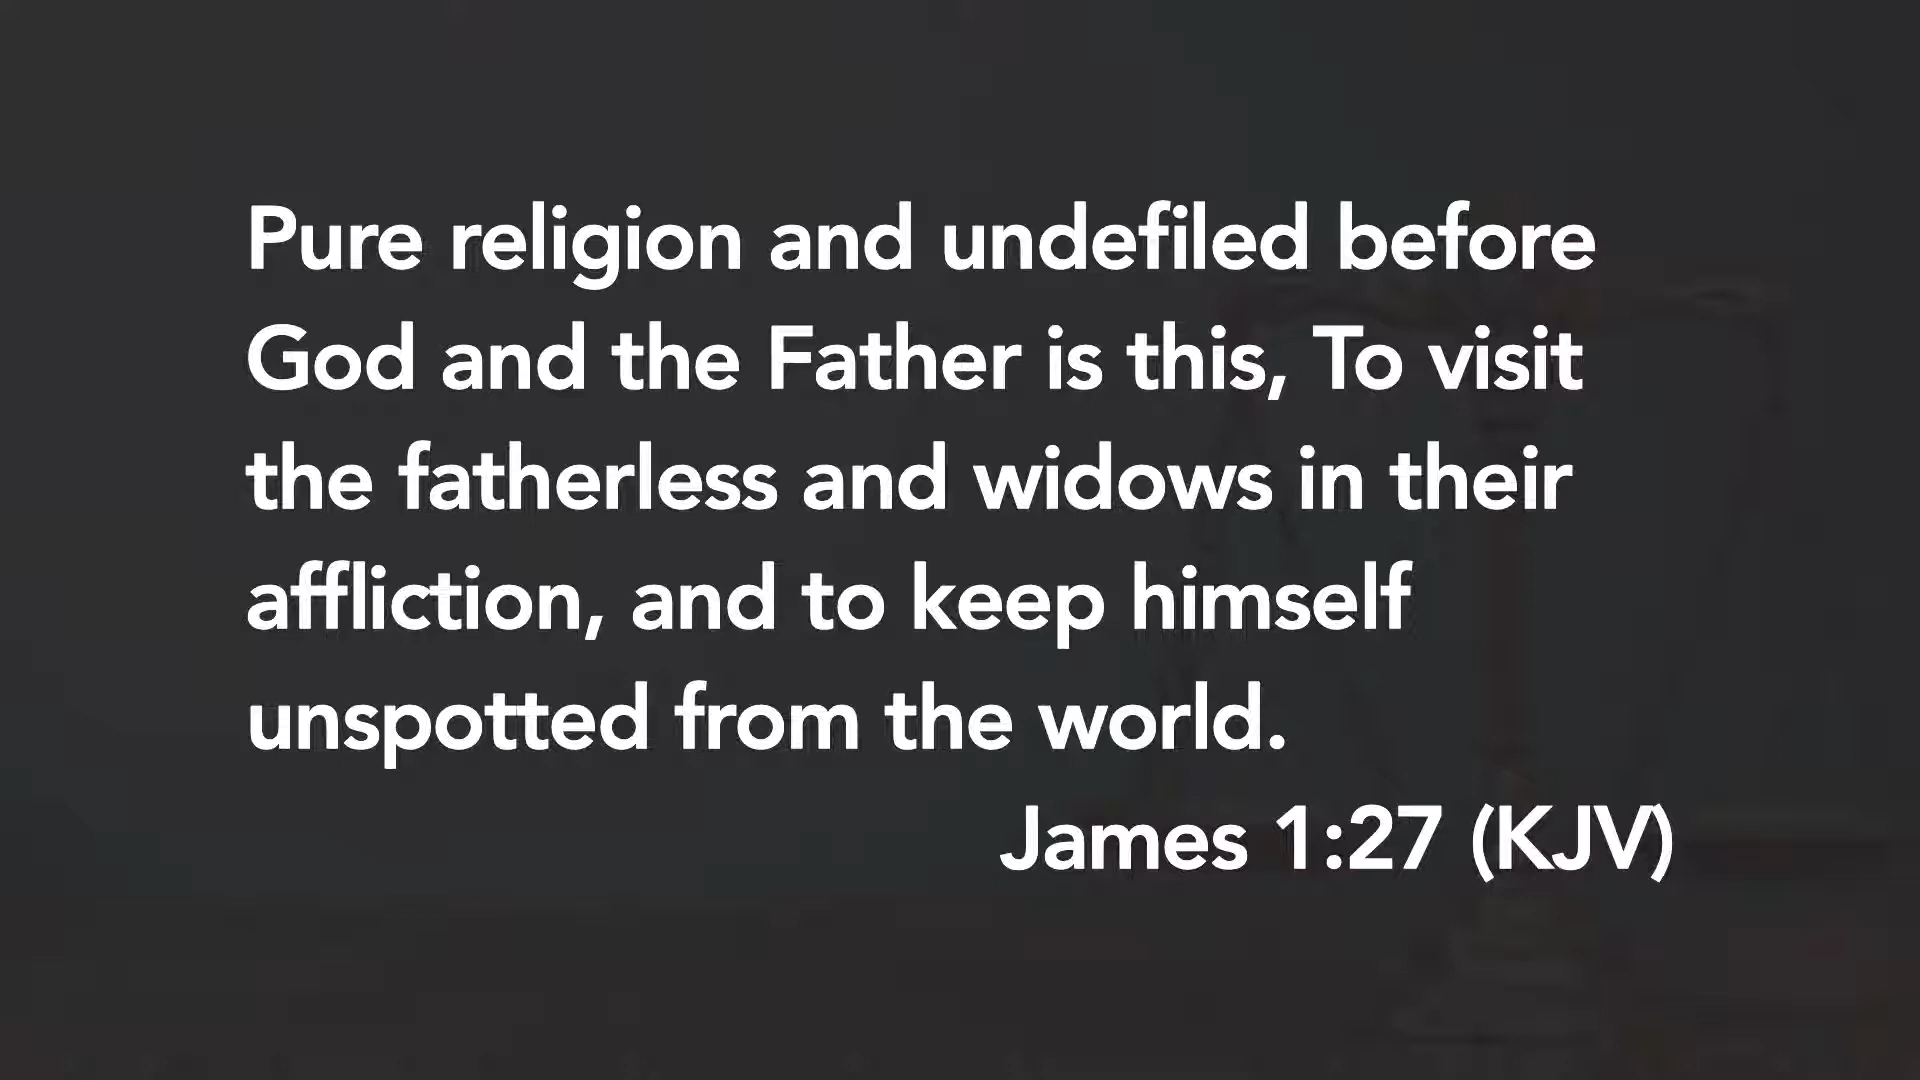 Pure religion and undefiled before
God and the Father is this, To visit
the fatherless and widows in their
affliction, and to keep himself
unspotted from the world.
James 1:27 (KJV)